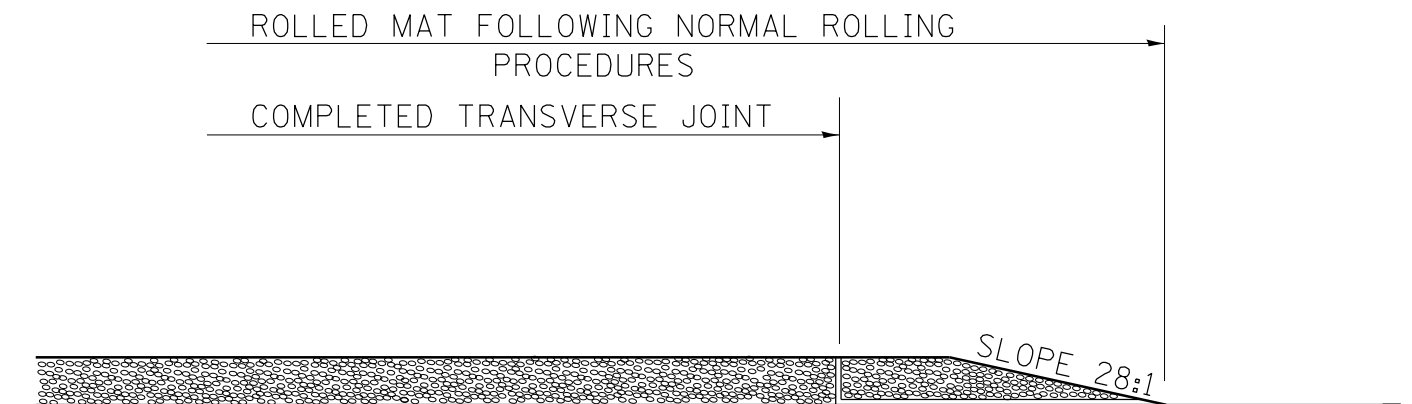 ROLLED MAT FOLLOWING NORMAL ROLLING
PROCEDURES
COMPLETED TRANSVERSE JOINT
SLOPE 28:1